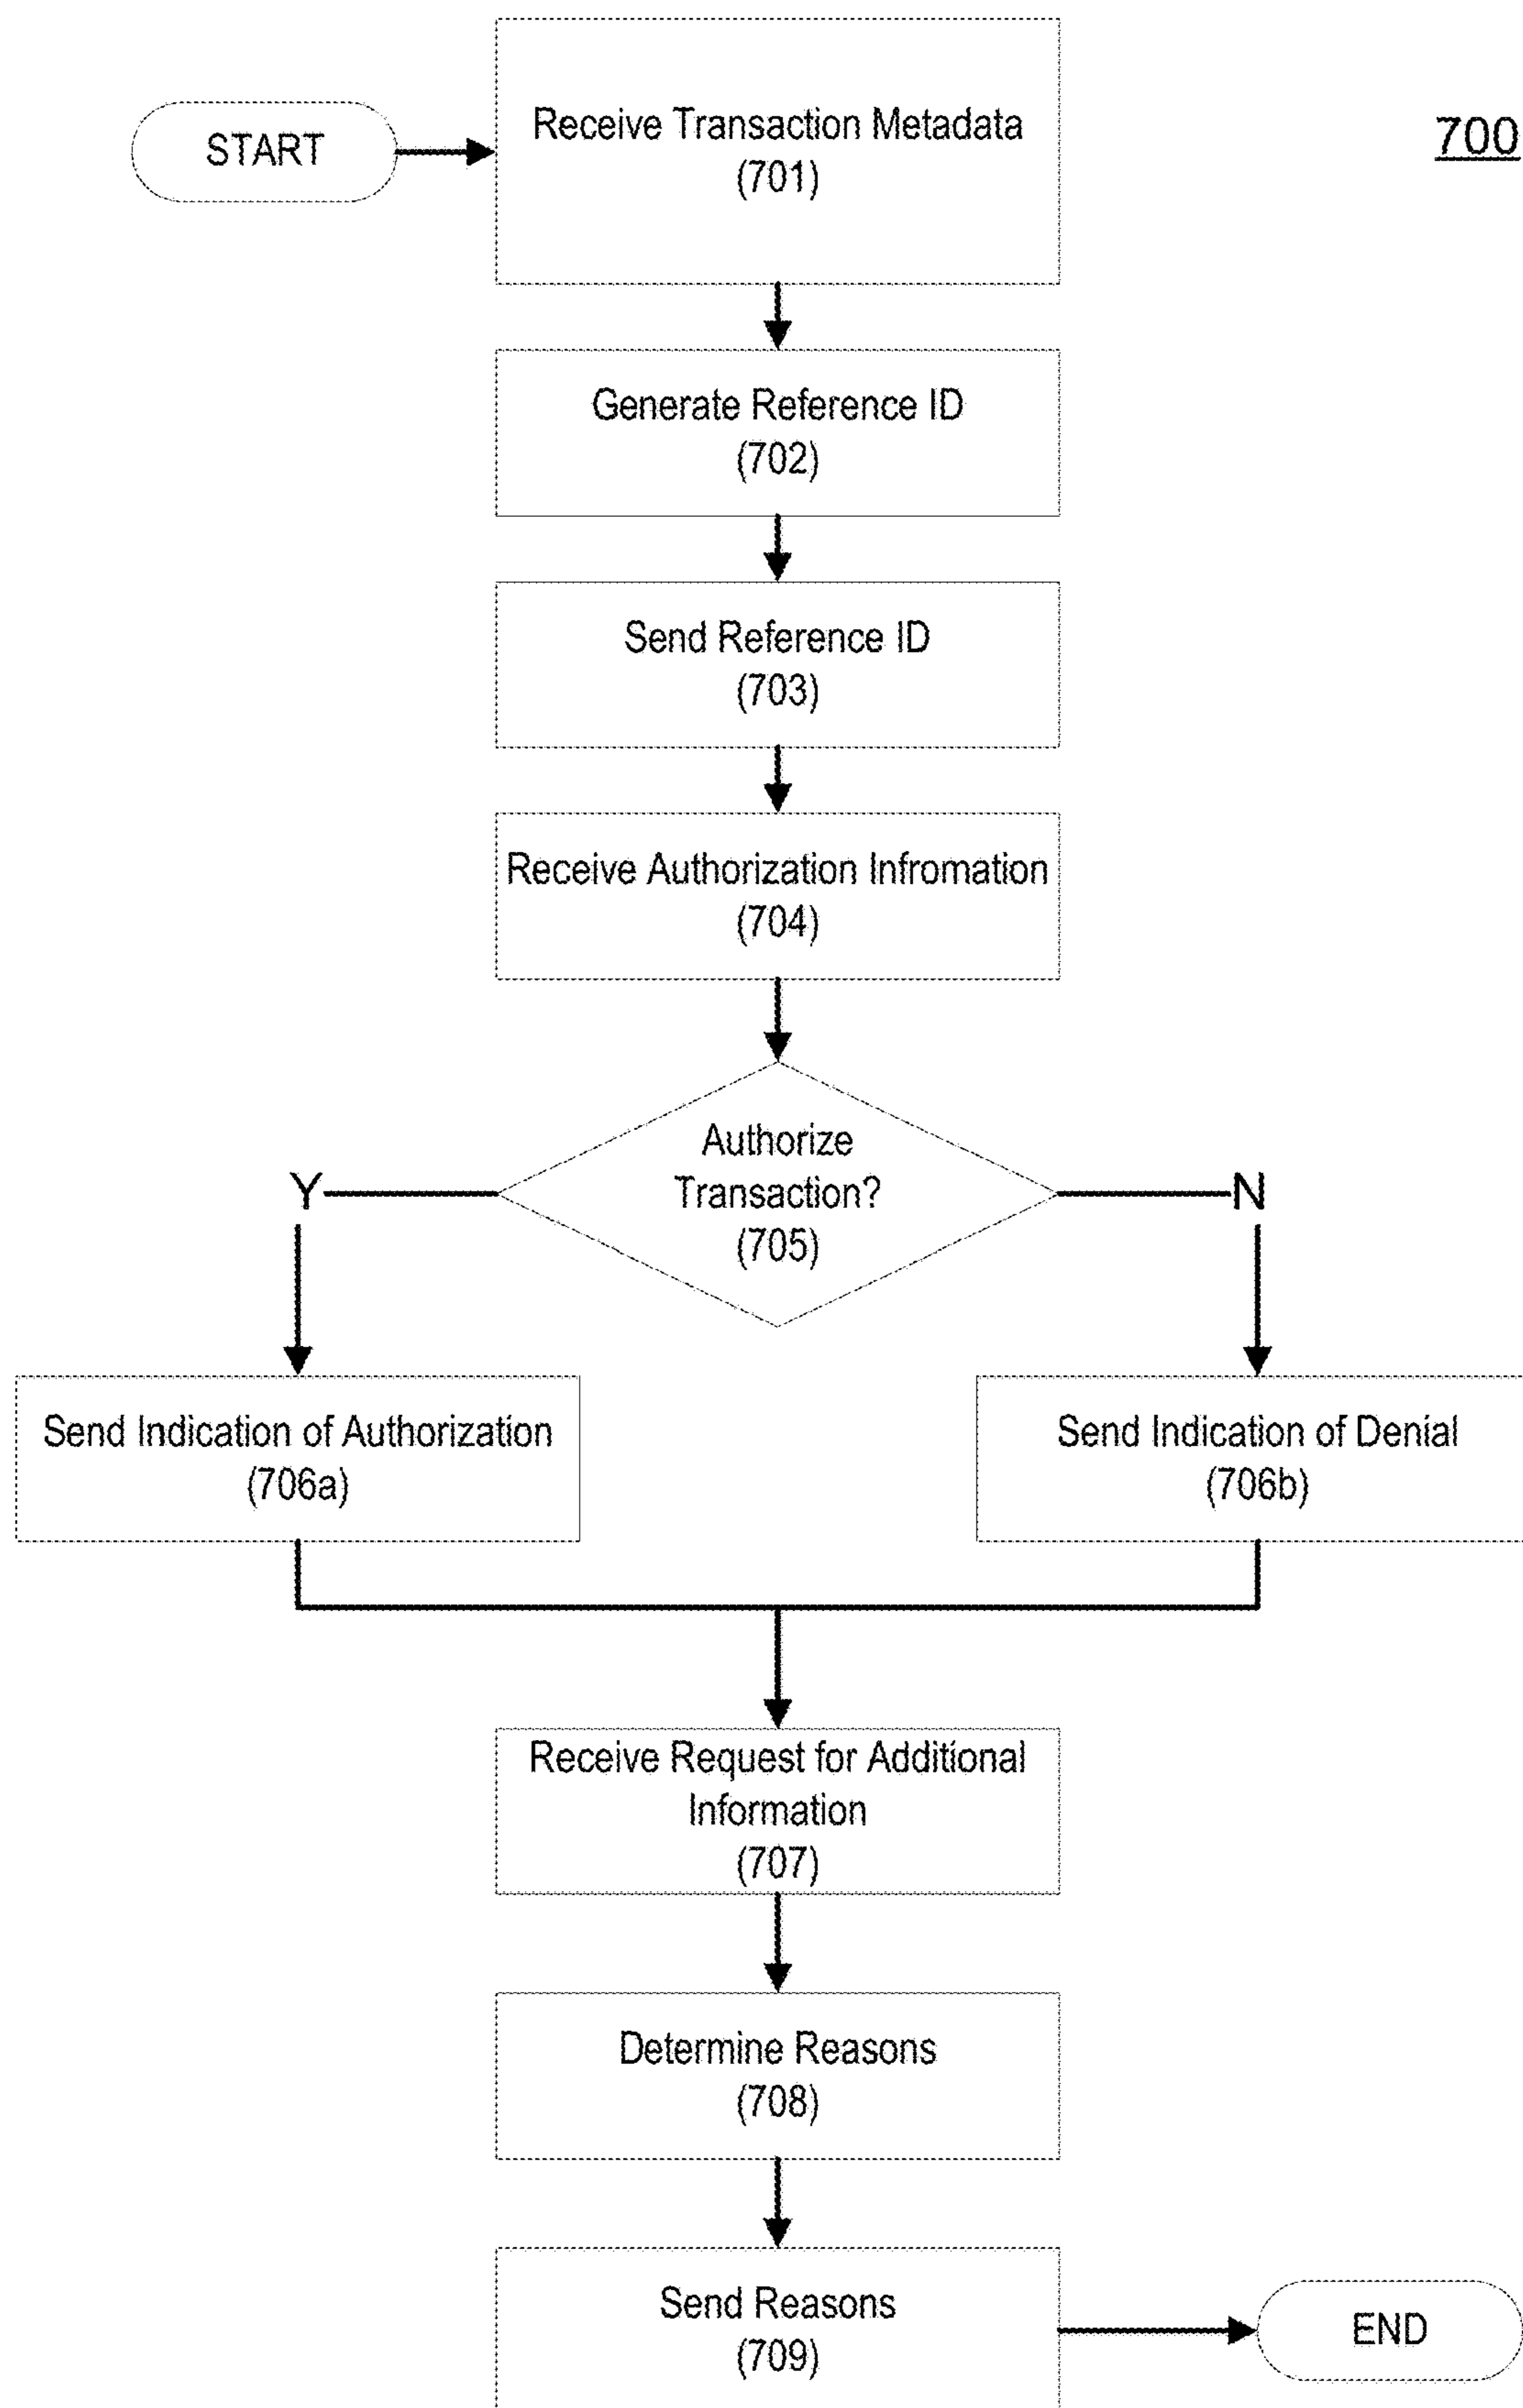 START
Receive Transaction Metadata
(701)
700
Generate Reference ID
(702)
Send Reference ID
(703)
Receive Authorization Infromation
(704)
Authorize
Transaction?
(705)
Y
N
Send Indication of Authorization
(706a)
Send Indication of Denial
(706b)
Receive Request for Additional
Information
(707)
Determine Reasons
(708)
Send Reasons
(709)
END